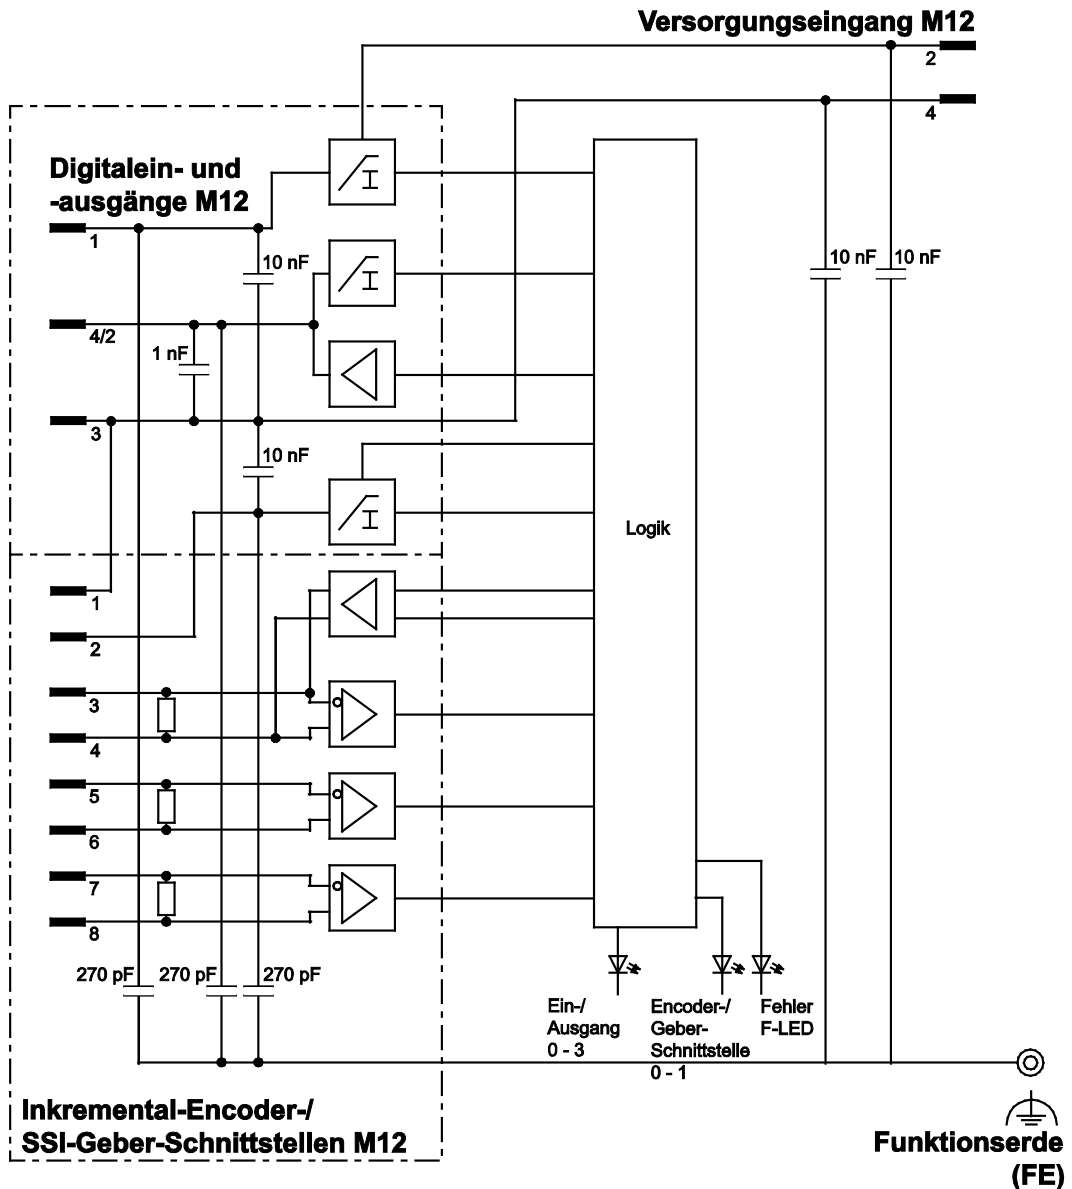 Versorgungseingang M12
2
4
Digitalein- und
-ausgänge M12
1
10 nF
10 nF
10 nF
4/2
1 nF
3
10 nF
Logik
1
2
3
4
5
6
7
8
270 pF
270 pF
270 pF
Ein-/
Ausgang
0 - 3
Encoder-/
Geber-
Schnittstelle
0 - 1
Fehler
F-LED
Inkremental-Encoder-/
SSI-Geber-Schnittstellen M12
Funktionserde
(FE)